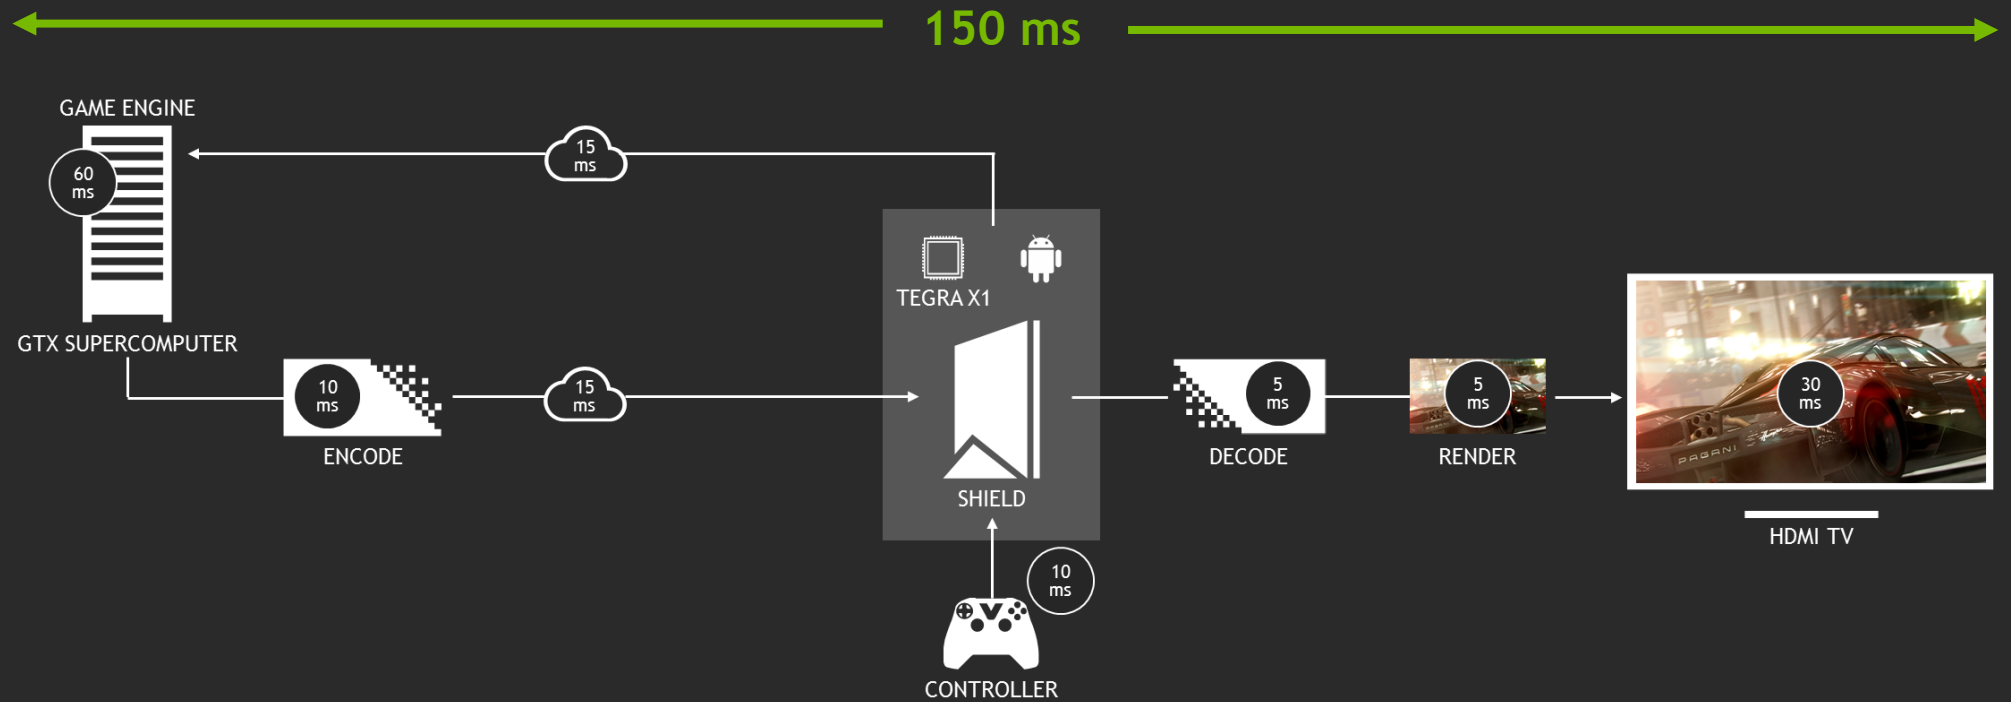 150 ms
GAME ENGINE
60
ms
15
ms
TEGRA X1
GTX SUPERCOMPUTER
10
ms
ENCODE
15
ms
SHIELD
5
ms
DECODE
5
ms
RENDER
30
ms
PAGANI
HDMI TV
10
ms
CONTROLLER